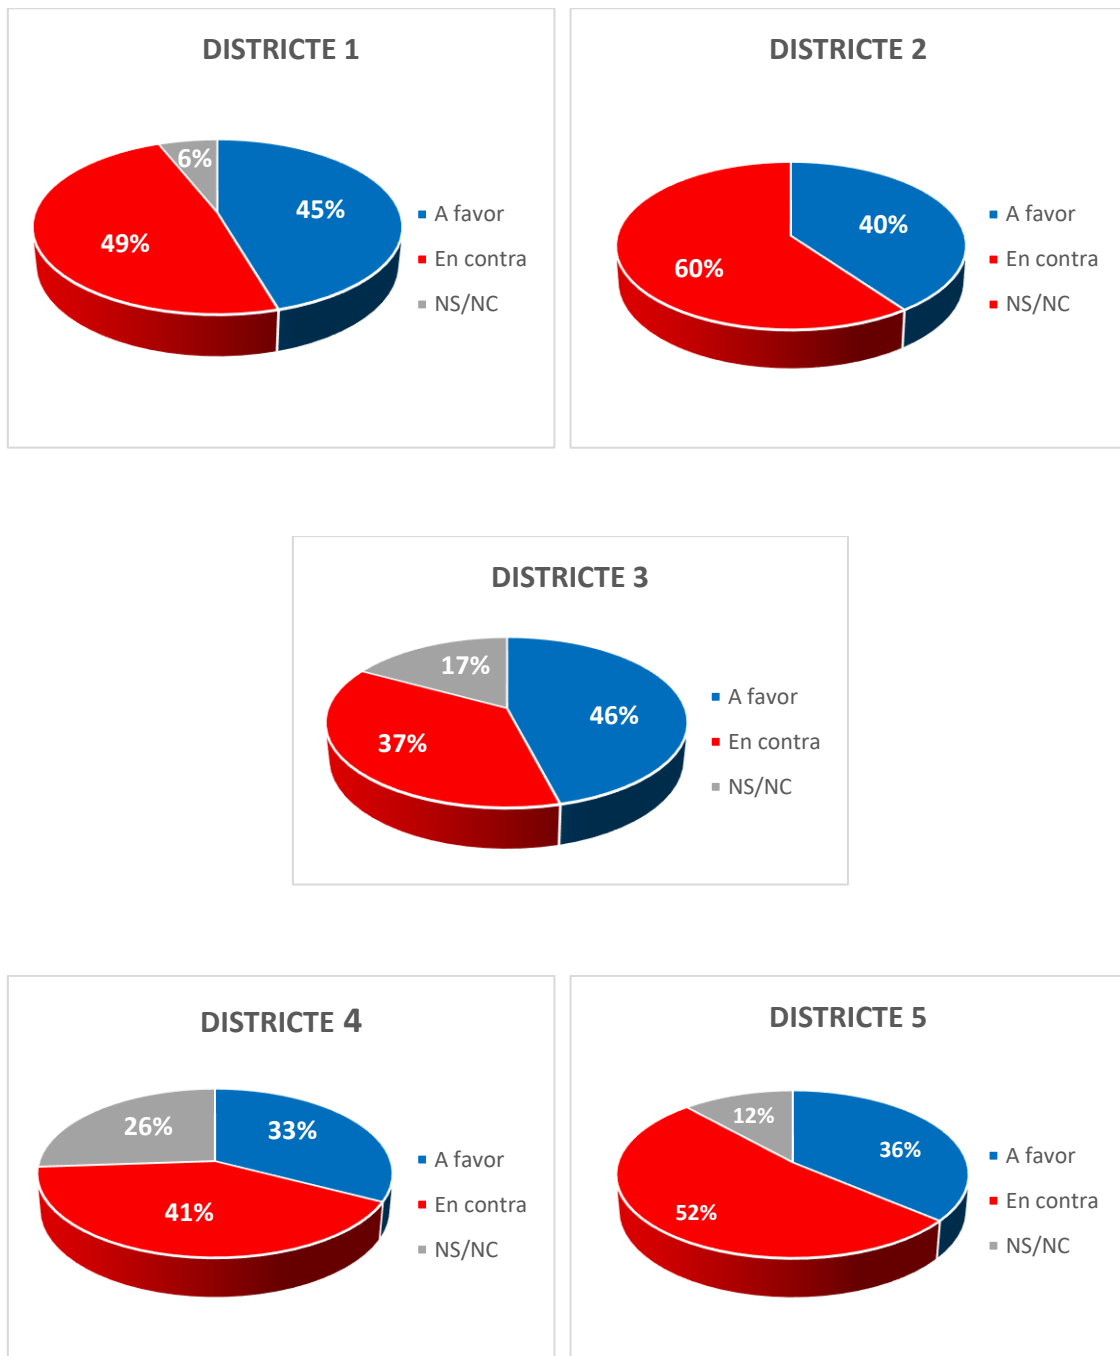 DISTRICTE 1
6%
45%
49%
A favor
En contra
NS/NC
DISTRICTE 2
40%
60%
A favor
En contra
NS/NC
DISTRICTE 3
17%
46%
37%
A favor
En contra
NS/NC
DISTRICTE 4
26%
33%
41%
A favor
En contra
NS/NC
DISTRICTE 5
12%
36%
52%
A favor
En contra
NS/NC